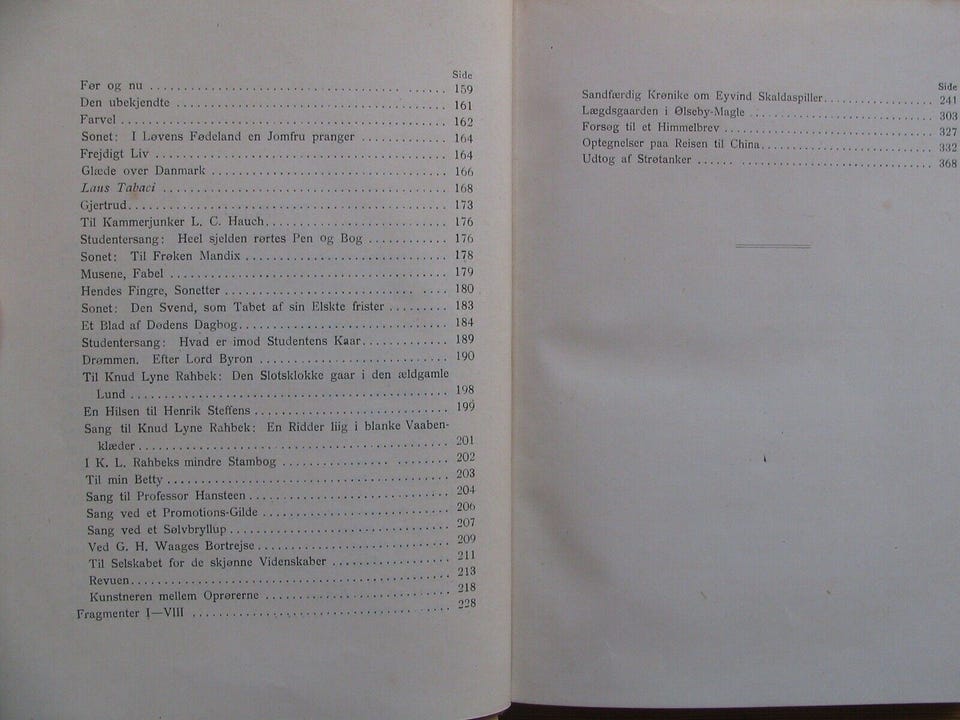 Side
Før og nu ........................................ 159
Den ubekjendte ........................................ 161
Farvel ........................................ 162
Sonet: I Løvens Fødeland en Jomfru pranger ............ 164
Frejdigt Liv ........................................ 164
Glæde over Danmark ........................................ 166
Laus Tabaci ........................................ 168
Gjertrud ........................................ 173
Til Kammerjunker L. C. Hauch ........................... 176
Studentersang: Heel sjelden rørtes Pen og Bog ............ 176
Sonet: Til Frøken Mandix ........................... 178
Musene, Fabel ........................................ 179
Hendes Fingre, Sonetter ........................... 180
Sonet: Den Svend, som Tabet af sin Elskte frister ......... 183
Et Blad af Dødens Dagbog ........................... 184
Studentersang: Hvad er imod Studentens Kaar ............ 189
Drømmen. Efter Lord Byron ........................... 190
Til Knud Lyne Rahbek: Den Slotsklokke gaar i den ældgamle
Lund ........................................ 198
En Hilsen til Henrik Steffens ........................... 199
Sang til Knud Lyne Rahbek: En Ridder liig i blanke Vaaben-
klæder ........................................ 201
I K. L. Rahbeks mindre Stambog ........................... 202
Til min Betty ........................................ 203
Sang til Professor Hansteen ........................... 204
Sang ved et Promotions-Gilde ........................... 206
Sang ved et Sølvbryllup ........................... 207
Ved G. H. Waages Bortrejse ........................... 209
Til Selskabet for de skjønne Videnskaber .................. 211
Revuen ........................................ 213
Kunstneren mellem Oprørerne ........................... 218
Fragmenter I—VIII ........................................ 228
Side
Sandfærdig Krønike om Eyvind Skaldaspiller .................. 241
Lægdsgaarden i Ølseby-Magle ........................... 303
Forsøg til et Himmelbrev ........................... 327
Optegnelser paa Reisen til China ........................... 332
Udtog af Strøtanker ........................... 368